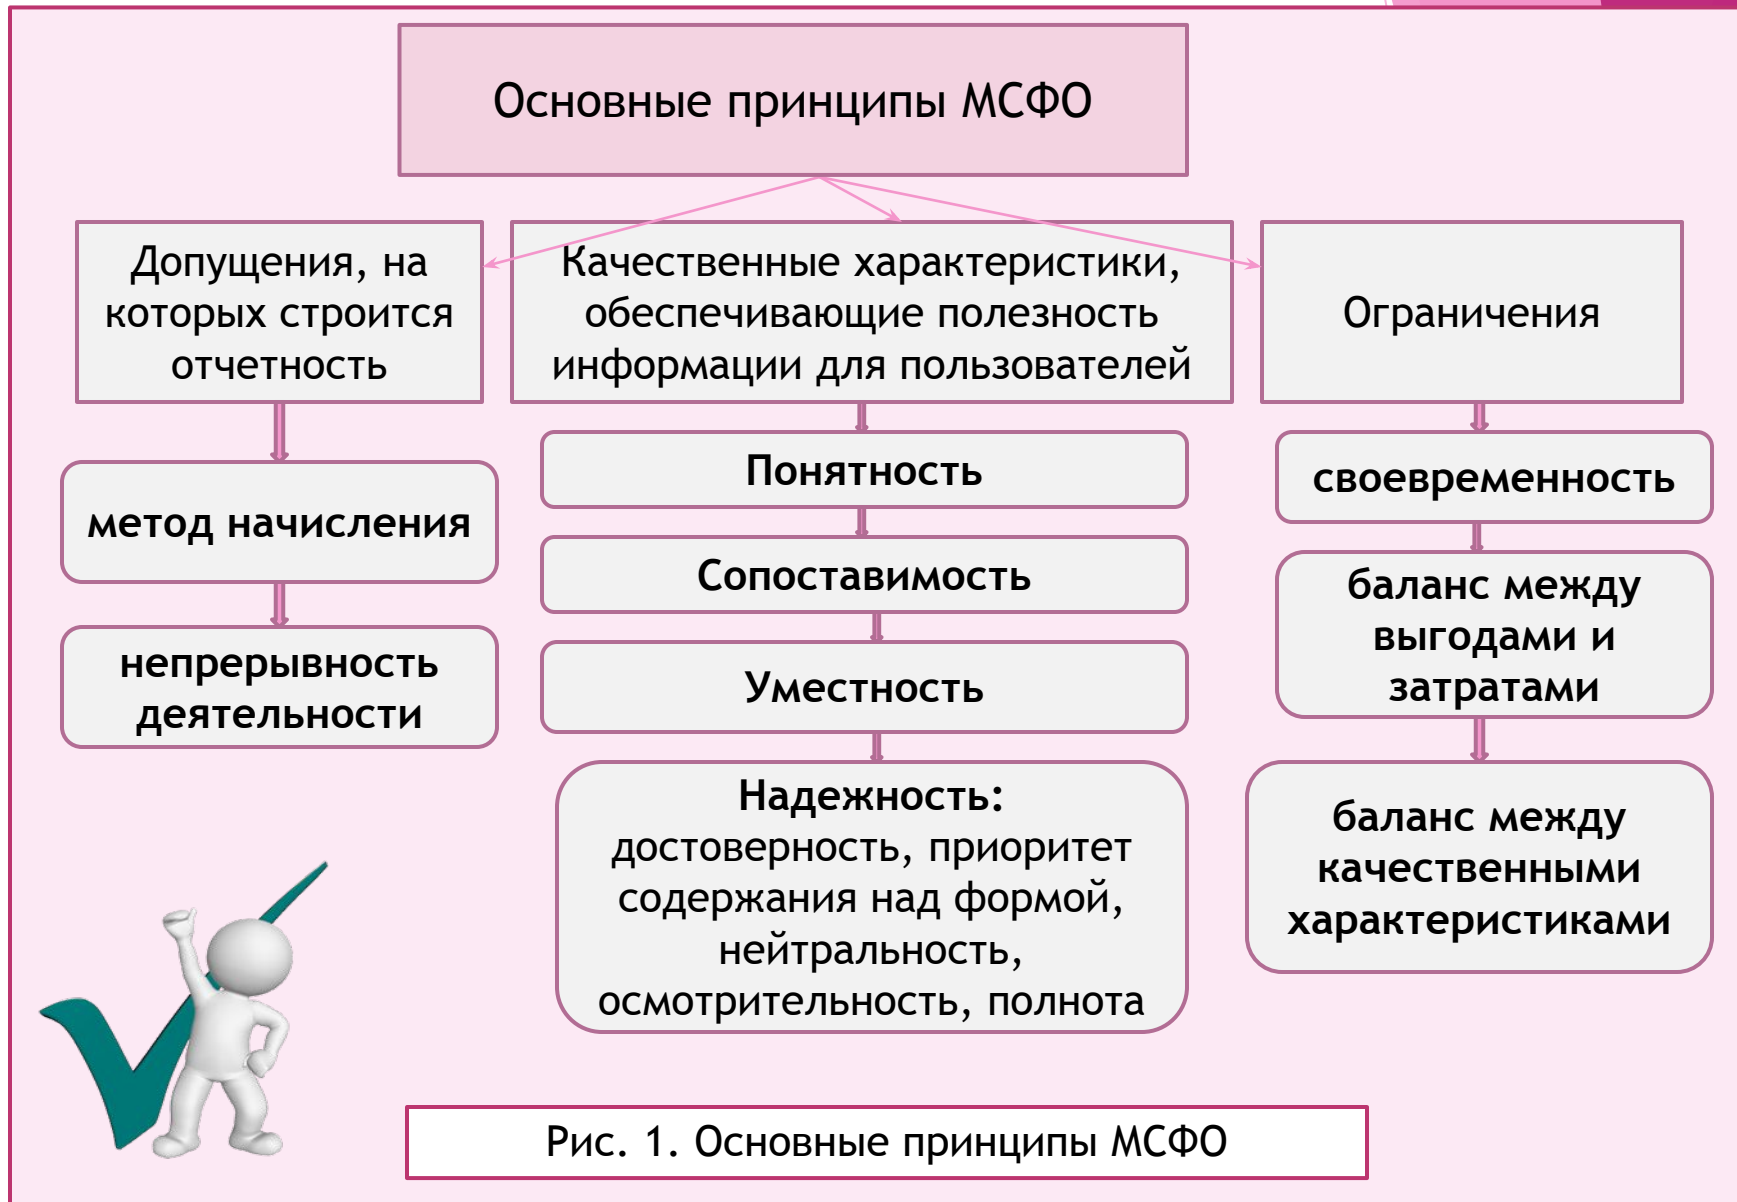 Основные принципы МСФО
Допущения, на
которых строится
отчетность
метод начисления
непрерывность
деятельности
Качественные характеристики,
обеспечивающие полезность
информации для пользователей
Понятность
Сопоставимость
Уместность
Надежность:
достоверность, приоритет
содержания над формой,
нейтральность,
осмотрительность, полнота
Ограничения
своевременность
баланс между
выгодами и
затратами
баланс между
качественными
характеристиками
Рис. 1. Основные принципы МСФО